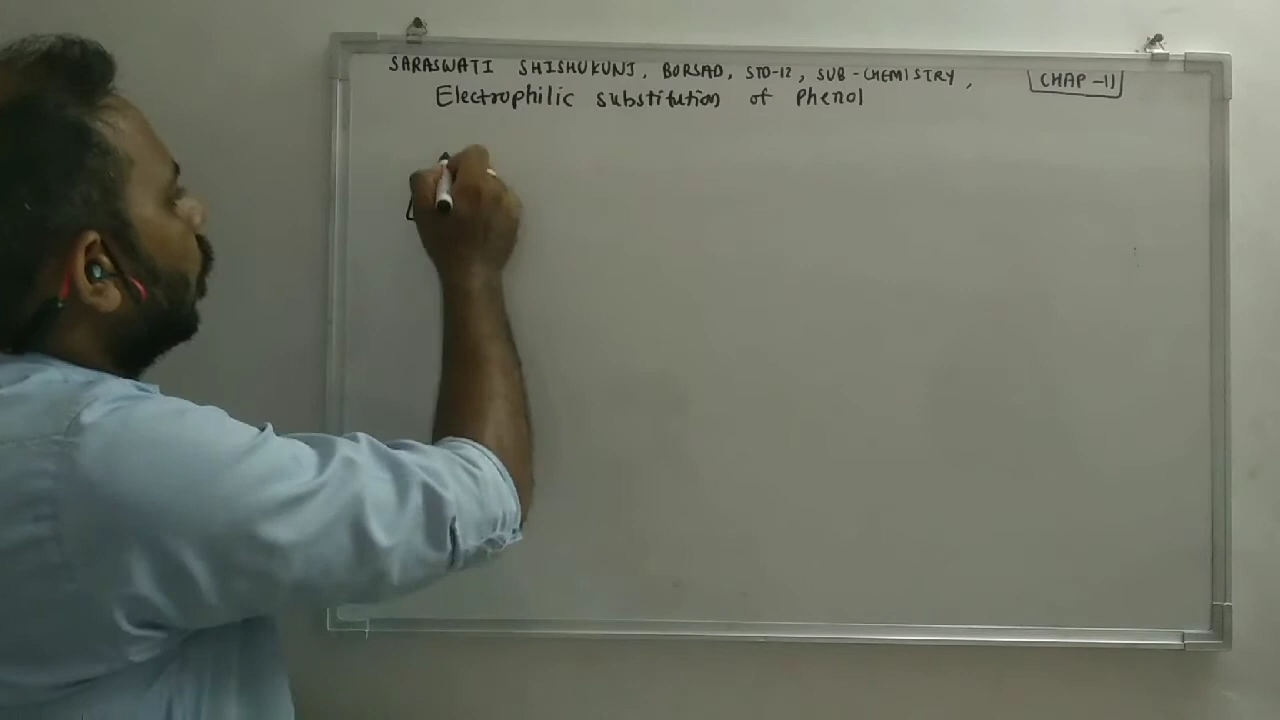 SARASWATI SHISHUKUNJ, BORSAD, STD-12, SUB-CHEMISTRY, CHAP-11
Electrophilic substitution of Phenol